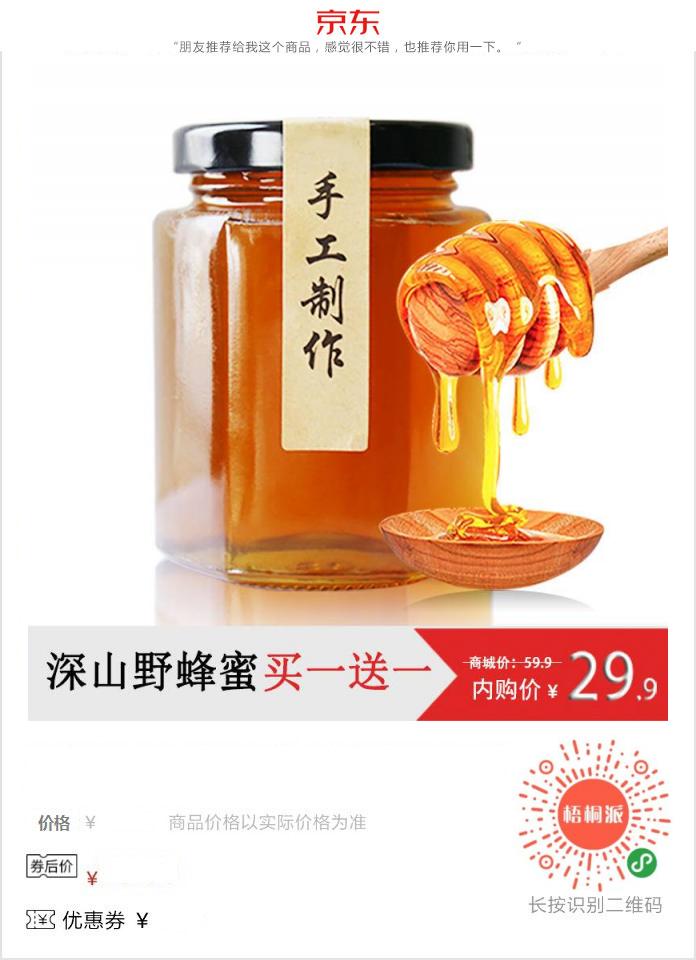 京东
“朋友推荐给我这个商品，感觉很不错，也推荐你用一下。 “
手工制作
深山野蜂蜜买一送一
商城价：59.9
内购价￥29.9
梧桐派
价格 ￥ 商品价格以实际价格为准
券后价 ￥
长按识别二维码
￥ 优惠券 ￥